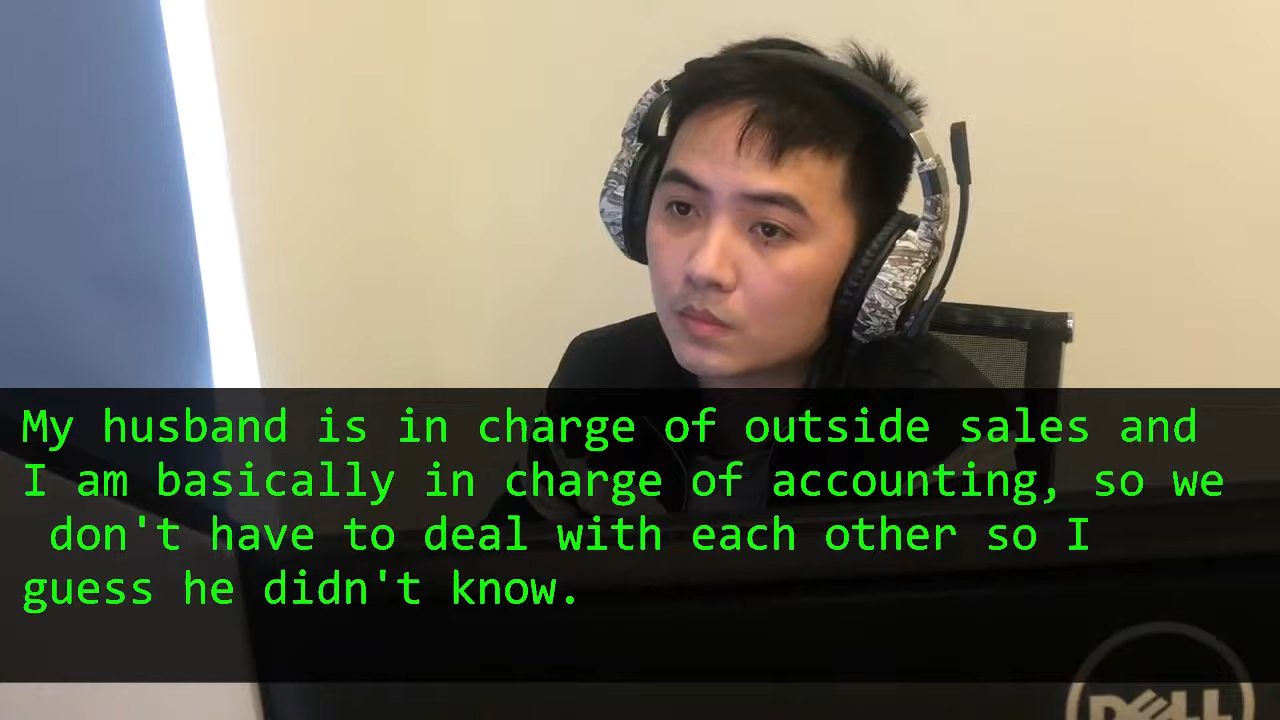 My husband is in charge of outside sales and
I am basically in charge of accounting, so we
don't have to deal with each other so I
guess he didn't know.
DELL